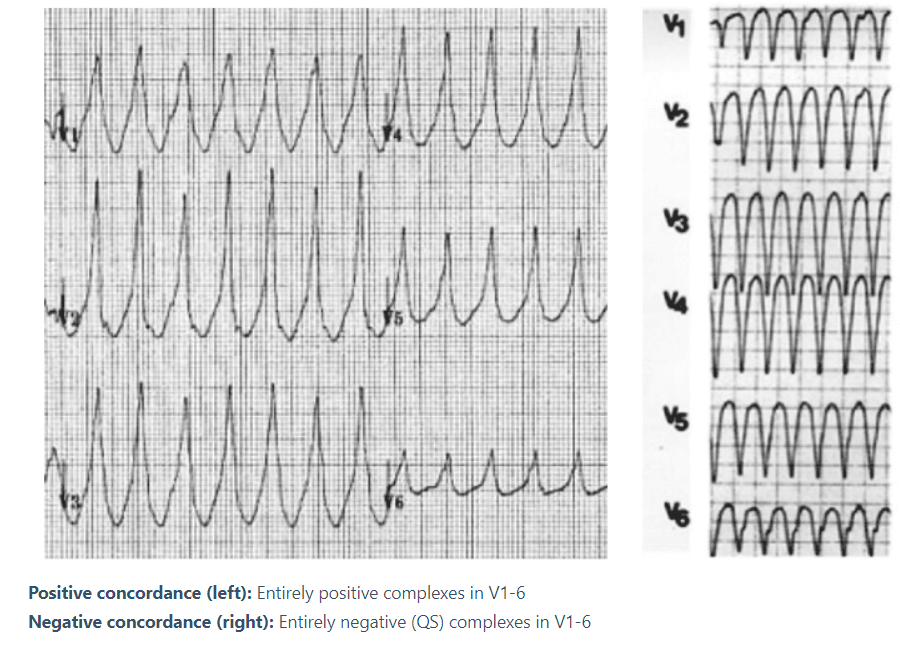 V1
V4
V2
V5
V3
V6
V1
V2
V3
V4
V5
V6
Positive concordance (left): Entirely positive complexes in V1-6
Negative concordance (right): Entirely negative (QS) complexes in V1-6